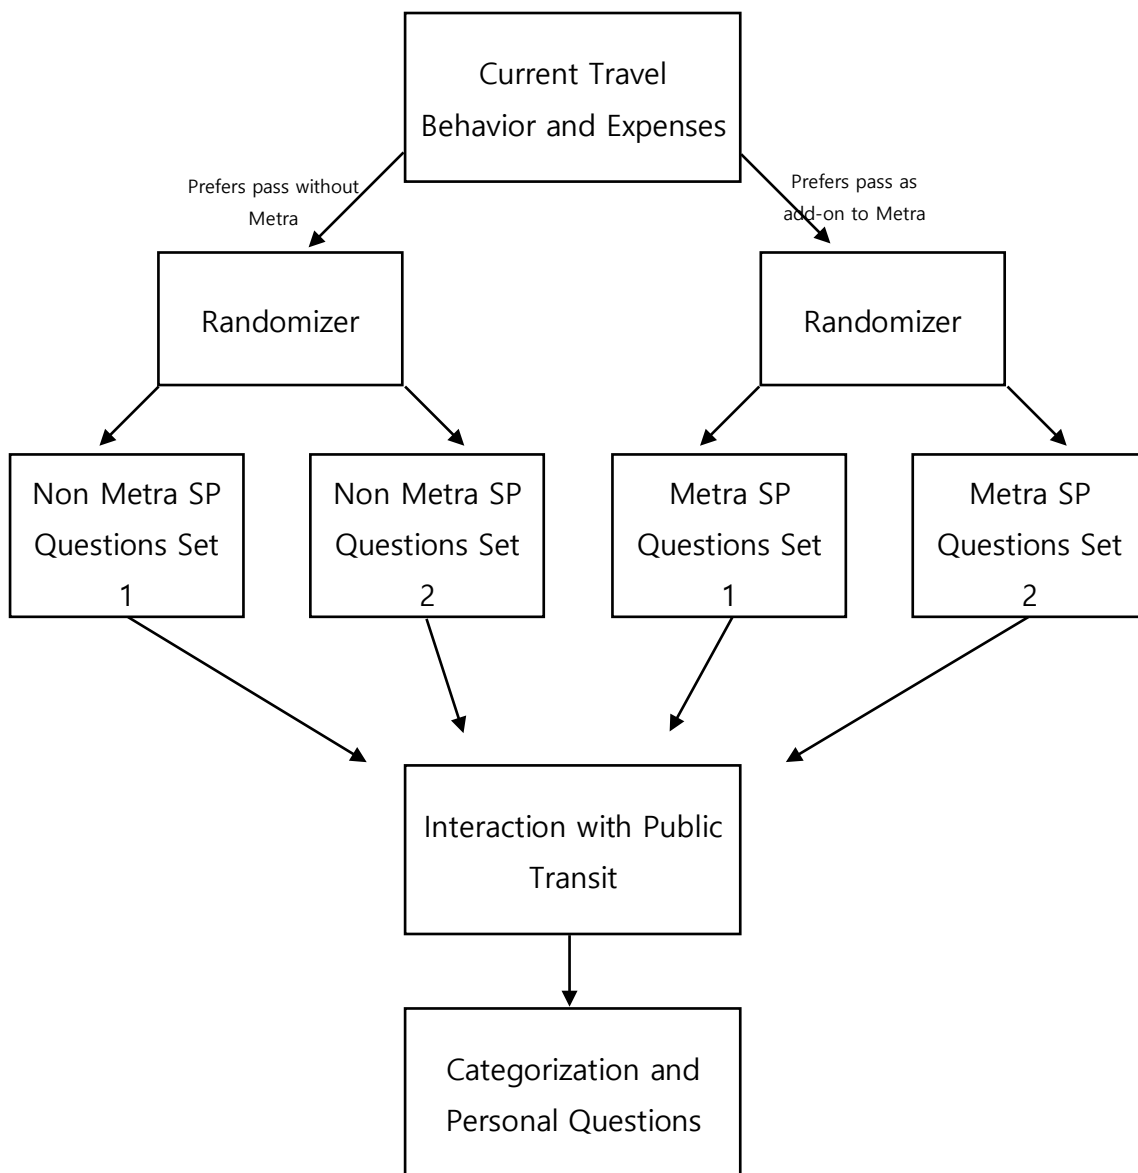 Current Travel
Behavior and Expenses
Prefers pass without
Metra
Prefers pass as
add-on to Metra
Randomizer
Randomizer
Non Metra SP
Questions Set
1
Non Metra SP
Questions Set
2
Metra SP
Questions Set
1
Metra SP
Questions Set
2
Interaction with Public
Transit
Categorization and
Personal Questions